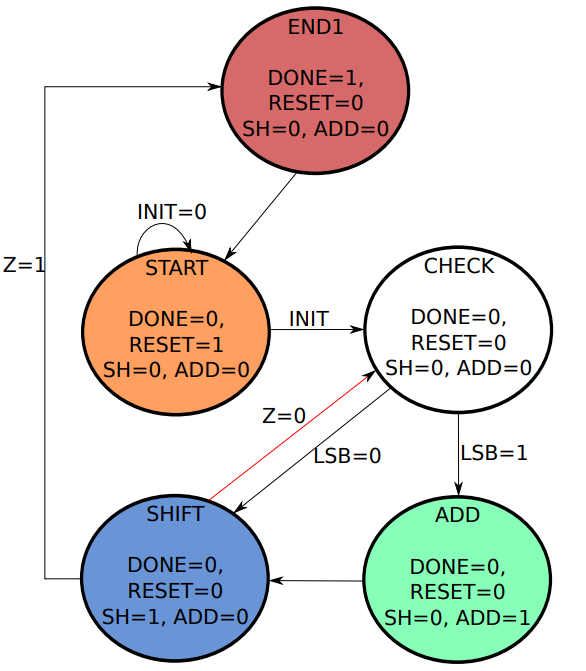 END1
DONE=1,
RESET=0
SH=0, ADD=0
INIT=0
Z=1
START
DONE=0,
RESET=1
SH=0, ADD=0
INIT
CHECK
DONE=0,
RESET=0
SH=0, ADD=0
Z=0
LSB=0
LSB=1
SHIFT
DONE=0,
RESET=0
SH=1, ADD=0
ADD
DONE=0,
RESET=0
SH=0, ADD=1